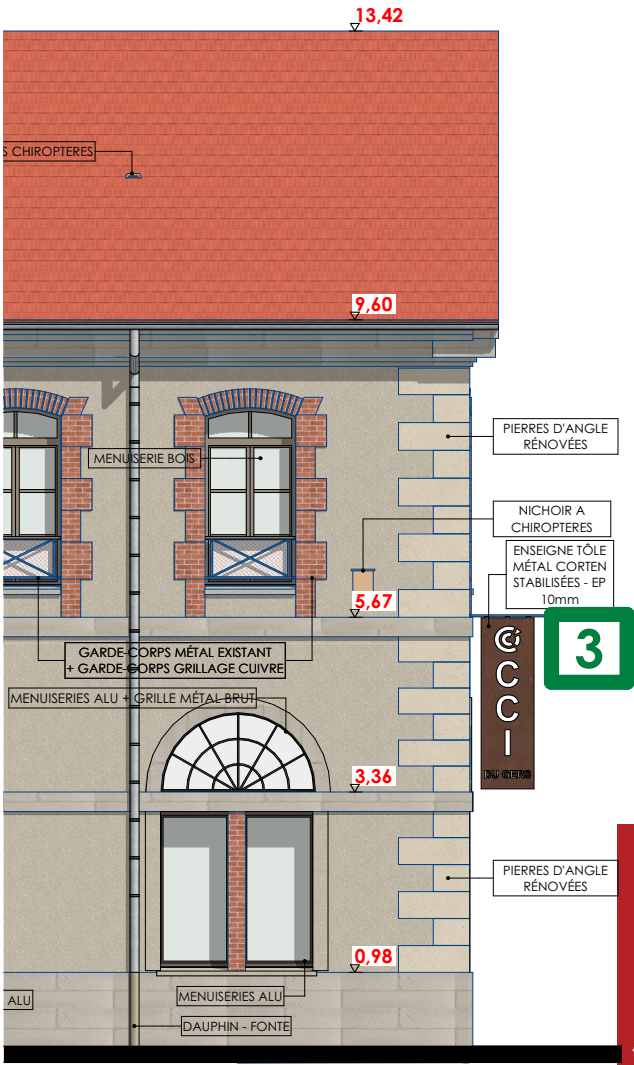 13,42
S CHIROPTERES
9,60
PIERRES D'ANGLE
RÉNOVÉES
MENUISERIE BOIS
NICHOIR A
CHIROPTERES
ENSEIGNE TÔLE
MÉTAL CORTEN
STABILISÉES - EP
10mm
5,67
3
GARDE-CORPS MÉTAL EXISTANT
+ GARDE-CORPS GRILLAGE CUIVRE
MENUISERIES ALU + GRILLE MÉTAL BRUT
CCI
DU GERS
3,36
PIERRES D'ANGLE
RÉNOVÉES
0,98
ALU
MENUISERIES ALU
DAUPHIN - FONTE